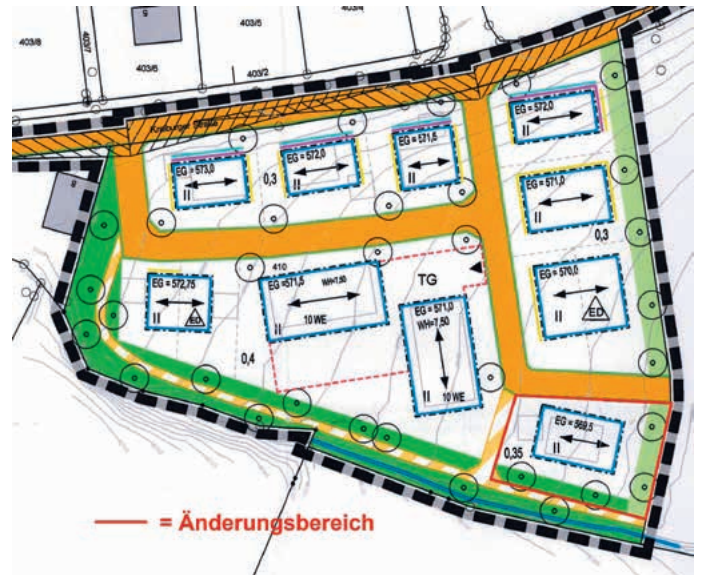 5
403/5
403/4
403/8
403/7
403/6
403/2
EG = 572,0
II
EG = 573,0
II
0,3
EG = 572,0
II
EG = 571,5
II
8
EG = 571,0
II
0,3
EG = 572,75
II
ED
410
EG =571,5
WH=7,50
II
10 WE
TG
EG = 571,0
WH=7,50
II
10 WE
EG = 570,0
II
ED
0,4
EG = 569,5
II
0,35
= Änderungsbereich